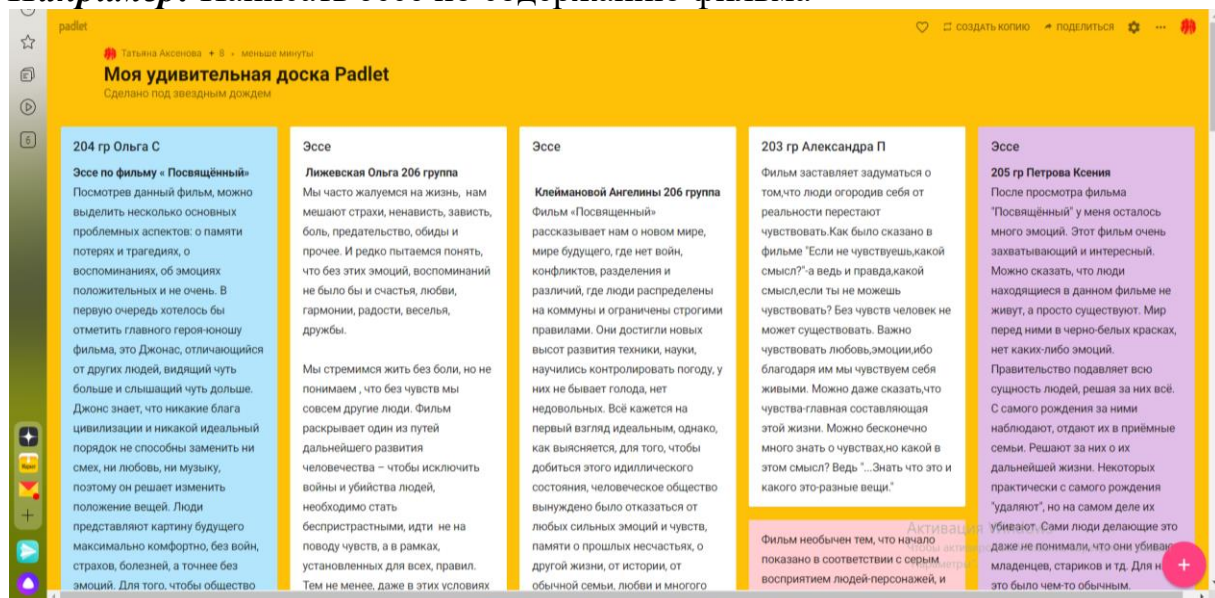 Например: Написать эссе по содержанию фильма
padlet
СОЗДАТЬ КОПИЮ
ПОДЕЛИТЬСЯ
Татьяна Аксенова + 8 • меньше минуты
Моя удивительная доска Padlet
Сделано под звездным дождем
6
204 гр Ольга С
Эссе по фильму « Посвящённый»
Посмотрев данный фильм, можно
выделить несколько основных
проблемных аспектов: о памяти
потерях и трагедиях, о
воспоминаниях, об эмоциях
положительных и не очень. В
первую очередь хотелось бы
отметить главного героя-юношу
фильма, это Джонас, отличающийся
от других людей, видящий чуть
больше и слышащий чуть дольше.
Джонс знает, что никакие блага
цивилизации и никакой идеальный
порядок не способны заменить ни
смех, ни любовь, ни музыку,
поэтому он решает изменить
положение вещей. Люди
представляют картину будущего
максимально комфортно, без войн,
страхов, болезней, а точнее без
эмоций. Для того, чтобы общество
Эссе
Лижевская Ольга 206 группа
Мы часто жалуемся на жизнь, нам
мешают страхи, ненависть, зависть,
боль, предательство, обиды и
прочее. И редко пытаемся понять,
что без этих эмоций, воспоминаний
не было бы и счастья, любви,
гармонии, радости, веселья,
дружбы.
Мы стремимся жить без боли, но не
понимаем , что без чувств мы
совсем другие люди. Фильм
раскрывает один из путей
дальнейшего развития
человечества – чтобы исключить
войны и убийства людей,
необходимо стать
беспристрастными, идти не на
поводу чувств, а в рамках,
установленных для всех, правил.
Тем не менее, даже в этих условиях
Эссе
Клеймановой Ангелины 206 группа
Фильм «Посвященный»
рассказывает нам о новом мире,
мире будущего, где нет войн,
конфликтов, разделения и
различий, где люди распределены
на коммуны и ограничены строгими
правилами. Они достигли новых
высот развития техники, науки,
научились контролировать погоду, у
них не бывает голода, нет
недовольных. Всё кажется на
первый взгляд идеальным, однако,
как выясняется, для того, чтобы
добиться этого идиллического
состояния, человеческое общество
вынуждено было отказаться от
любых сильных эмоций и чувств,
памяти о прошлых несчастьях, о
другой жизни, от истории, от
обычной семьи, любви и многого
203 гр Александра П
Фильм заставляет задуматься о
том,что люди огородив себя от
реальности перестают
чувствовать.Как было сказано в
фильме "Если не чувствуешь,какой
смысл?"-а ведь и правда,какой
смысл,если ты не можешь
чувствовать? Без чувств человек не
может существовать. Важно
чувствовать любовь,эмоции,ибо
благодаря им мы чувствуем себя
живыми. Можно даже сказать,что
чувства-главная составляющая
этой жизни. Можно бесконечно
много знать о чувствах,но какой в
этом смысл? Ведь "...Знать что это и
какого это-разные вещи."
Фильм необычен тем, что начало
показано в соответствии с серым
восприятием людей-персонажей, и
Эссе
205 гр Петрова Ксения
После просмотра фильма
"Посвящённый" у меня осталось
много эмоций. Этот фильм очень
захватывающий и интересный.
Можно сказать, что люди
находящиеся в данном фильме не
живут, а просто существуют. Мир
перед ними в черно-белых красках,
нет каких-либо эмоций.
Правительство подавляет всю
сущность людей, решая за них всё.
С самого рождения за ними
наблюдают, отдают их в приёмные
семьи. Решают за них о их
дальнейшей жизни. Некоторых
практически с самого рождения
"удаляют", но на самом деле их
убивают. Сами люди делающие это
даже не понимали, что они убивают
младенцев, стариков и тд. Для н
это было чем-то обычным.
Активация